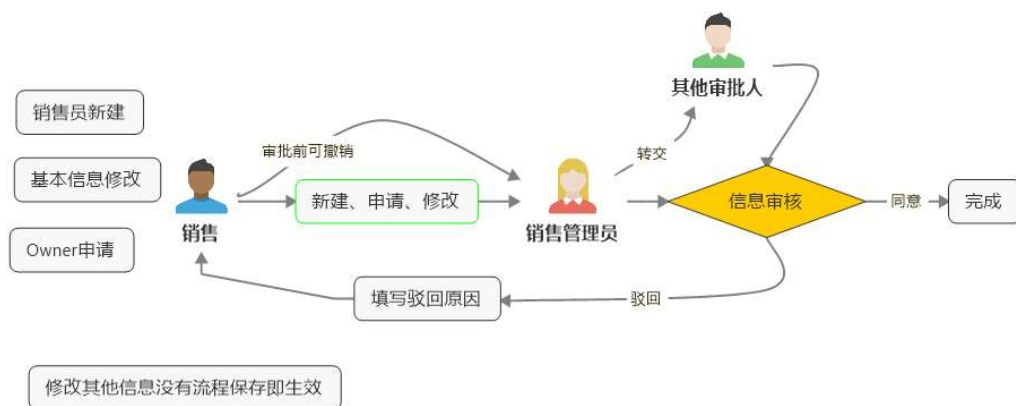 其他审批人
销售员新建
审批前可撤销
转交
基本信息修改
新建、申请、修改
信息审核
同意
完成
销售
销售管理员
Owner申请
填写驳回原因
驳回
修改其他信息没有流程保存即生效